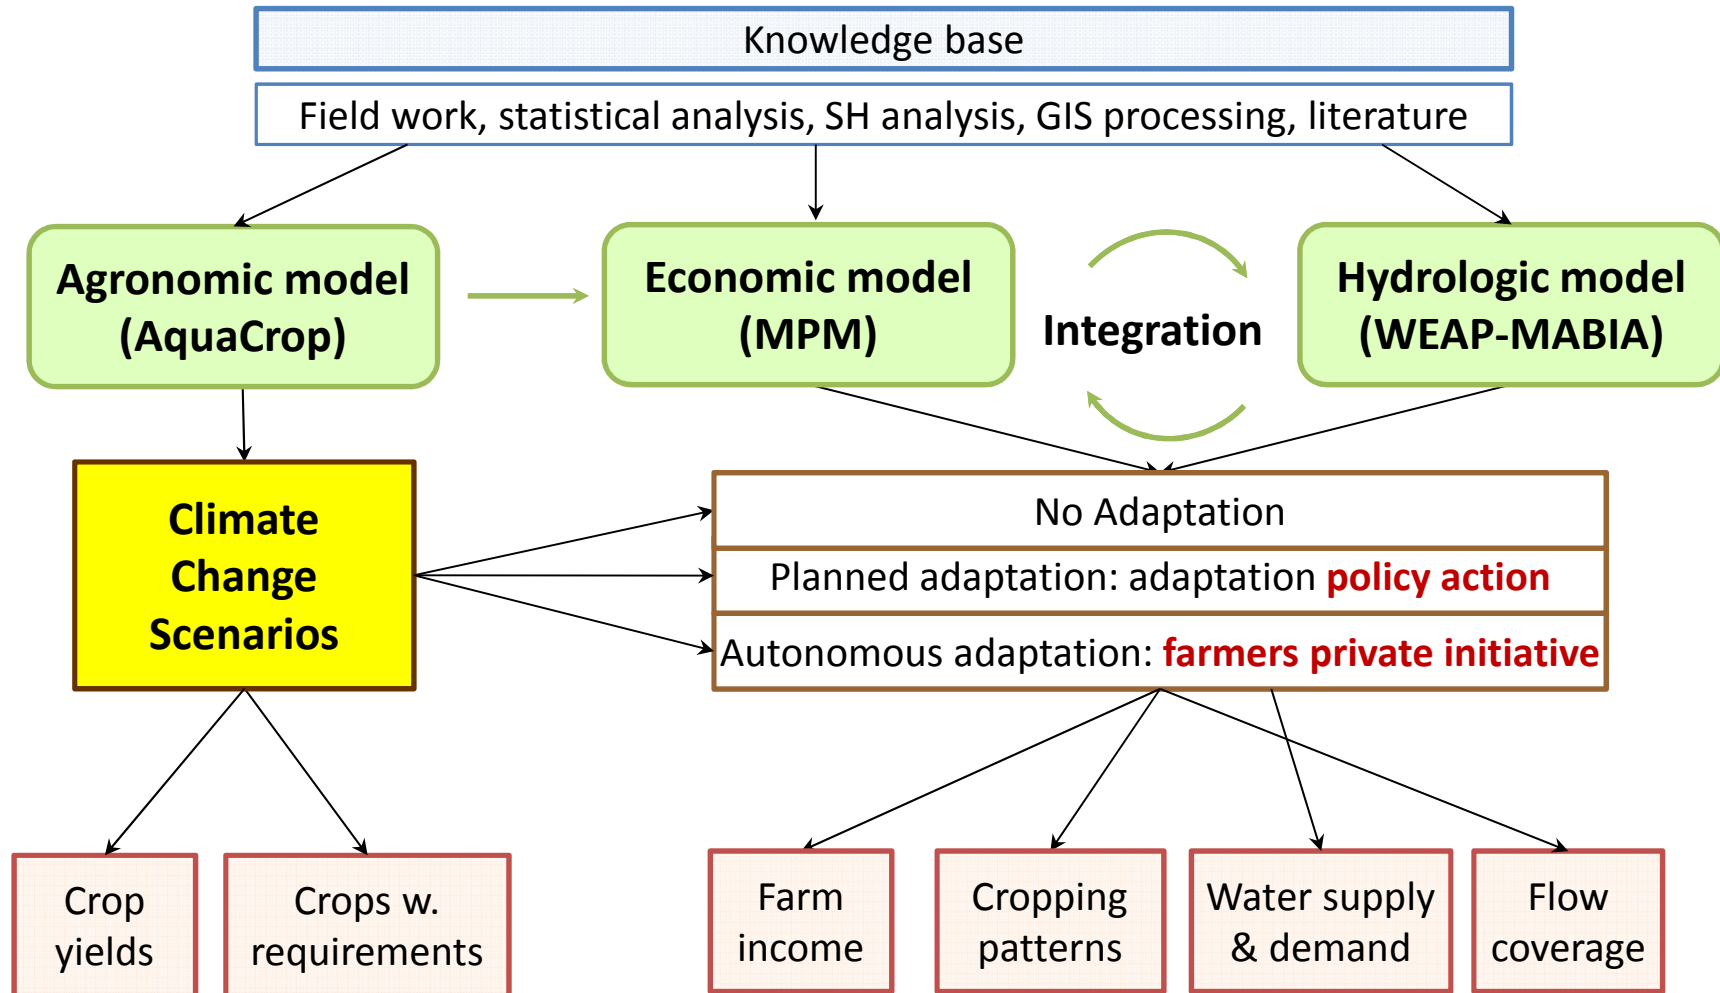 Knowledge base
Field work, statistical analysis, SH analysis, GIS processing, literature
Agronomic model
(AquaCrop)
Economic model
(MPM)
Integration
Hydrologic model
(WEAP-MABIA)
Climate
Change
Scenarios
No Adaptation
Planned adaptation: adaptation policy action
Autonomous adaptation: farmers private initiative
Crop
yields
Crops w.
requirements
Farm
income
Cropping
patterns
Water supply
& demand
Flow
coverage